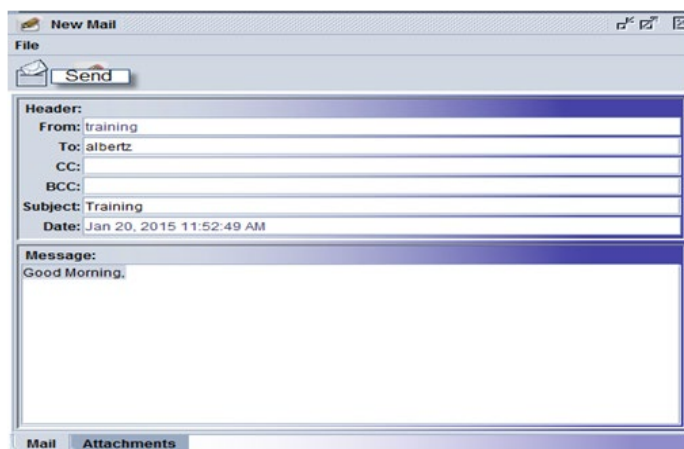 New Mail
File
Send
Header:
From: training
To: albertz
CC:
BCC:
Subject: Training
Date: Jan 20, 2015 11:52:49 AM
Message:
Good Morning,
Mail Attachments